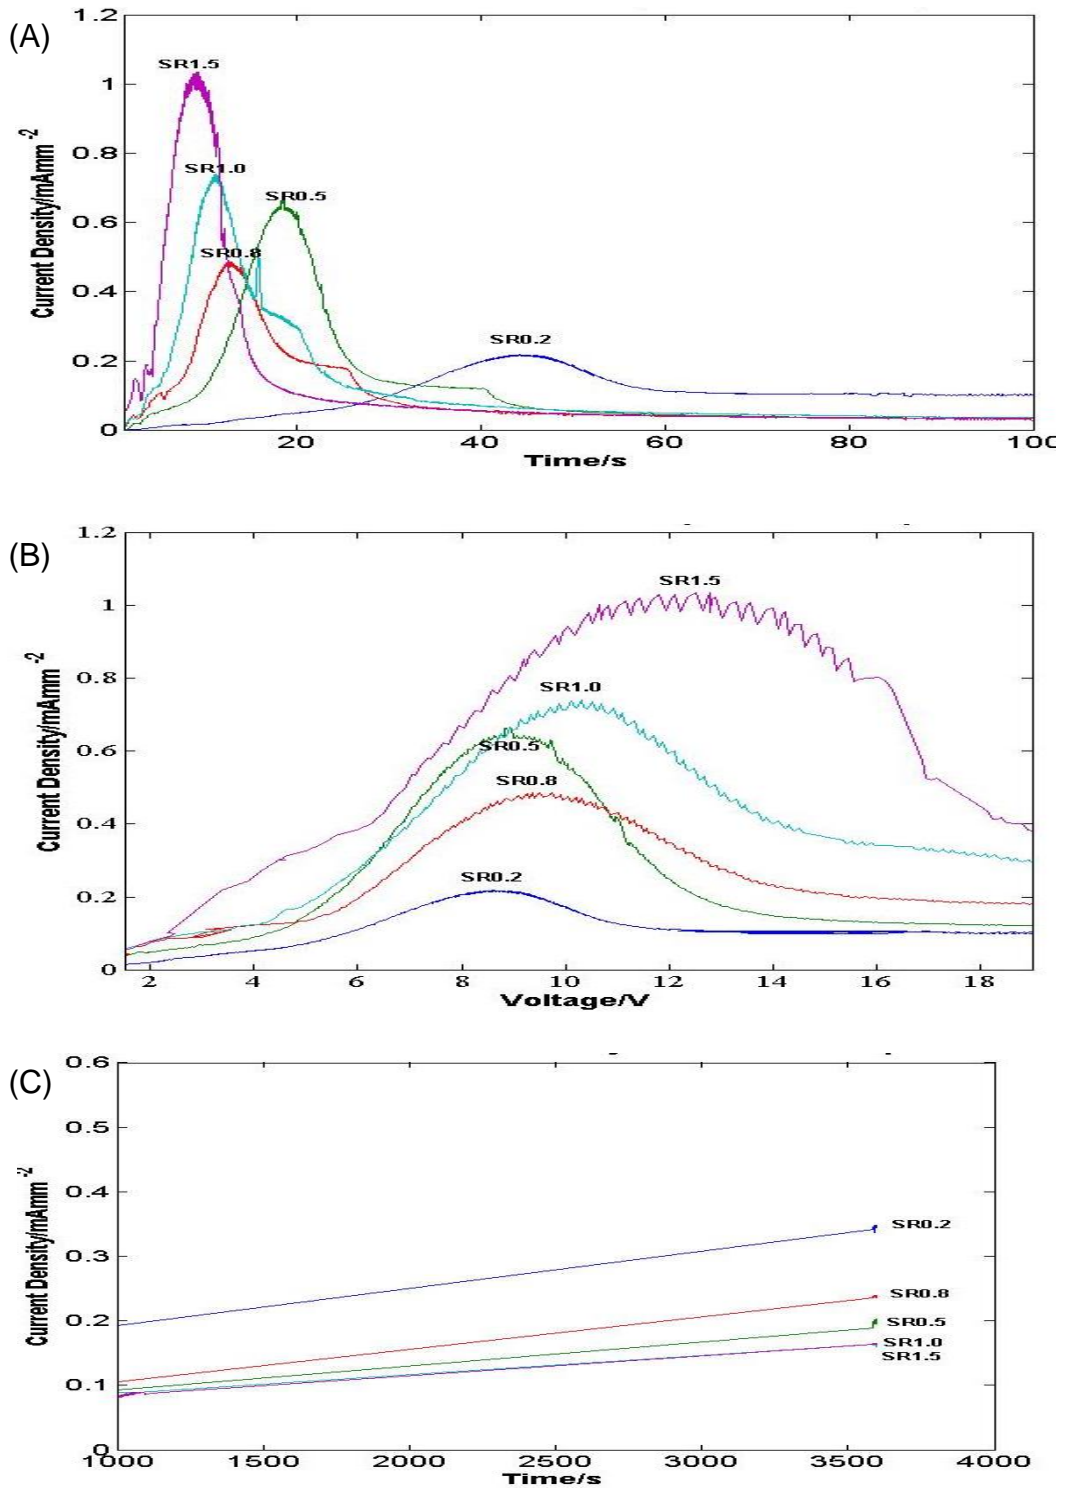 (A)
1.2
1
0.8
0.6
0.4
0.2
0
Current Density/mAmm-2
SR1.5
SR1.0
SR0.5
SR0.8
SR0.2
20 40 60 80 100
Time/s
(B)
1.2
1
0.8
0.6
0.4
0.2
0
Current Density/mAmm-2
SR1.5
SR1.0
SR0.5
SR0.8
SR0.2
2 4 6 8 10 12 14 16 18
Voltage/V
(C)
0.6
0.5
0.4
0.3
0.2
0.1
0
Current Density/mAmm-2
SR0.2
SR0.8
SR0.5
SR1.0
SR1.5
1000 1500 2000 2500 3000 3500 4000
Time/s